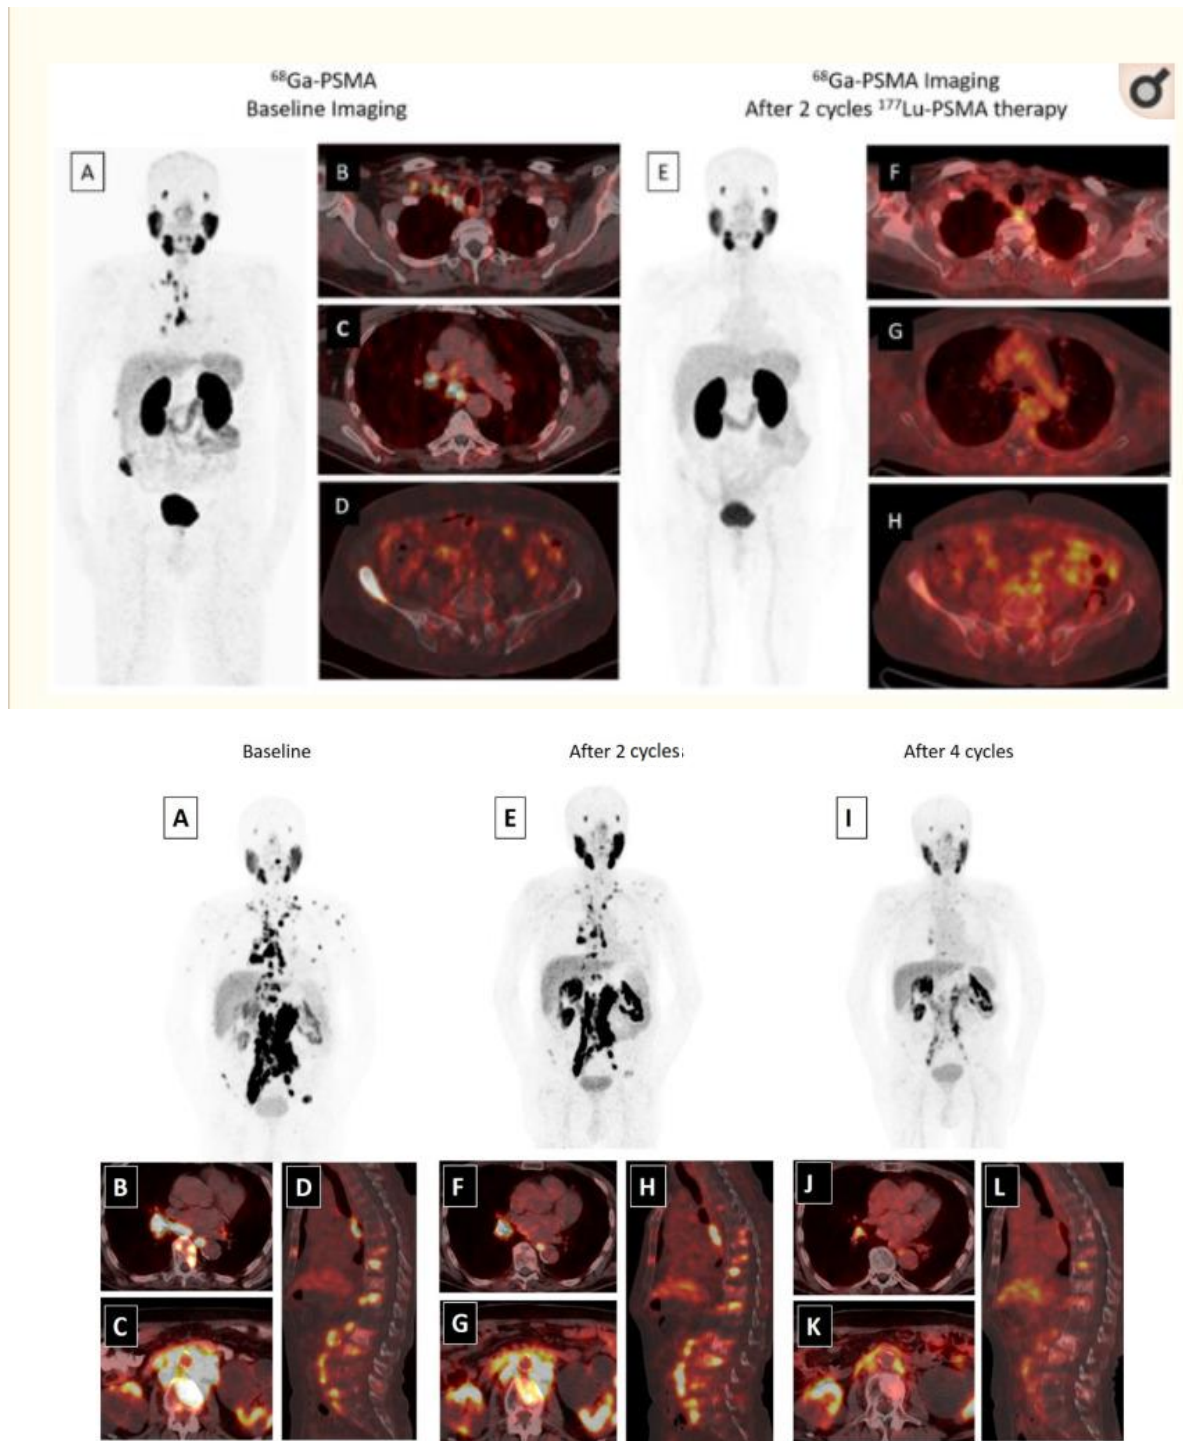 ⁶⁸Ga-PSMA
Baseline Imaging
⁶⁸Ga-PSMA Imaging
After 2 cycles ¹⁷⁷Lu-PSMA therapy
A
B
C
D
E
F
G
H
Baseline
After 2 cycles
After 4 cycles
A
E
I
B
D
F
H
J
L
C
G
K